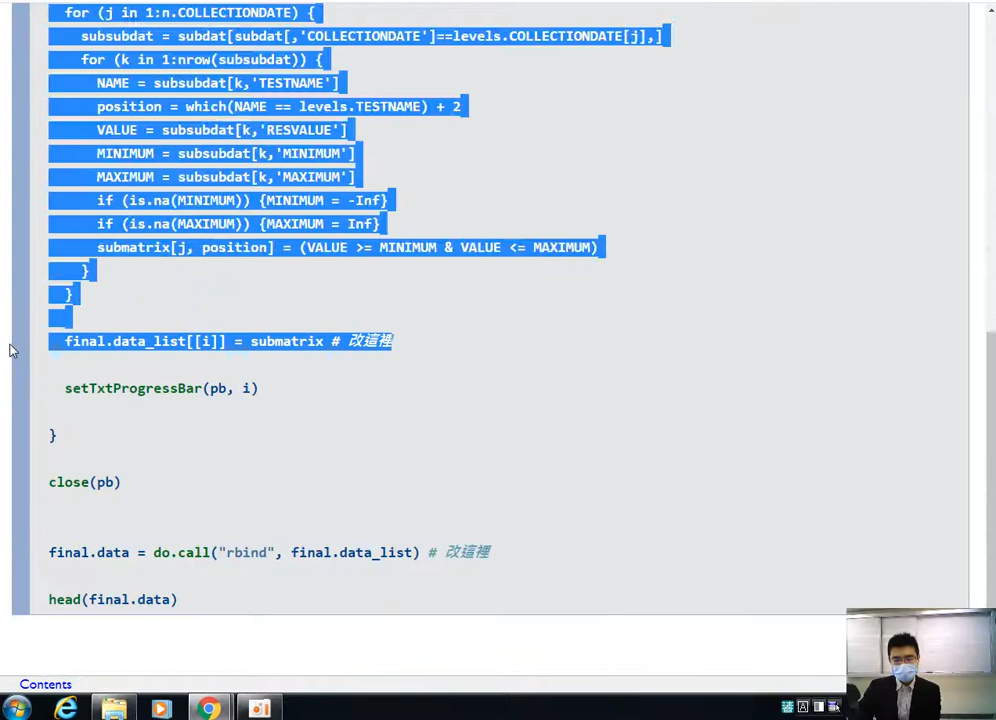 for (j in 1:n.COLLECTIONDATE) {
subsubdat = subdat[subdat[,'COLLECTIONDATE']==levels.COLLECTIONDATE[j],]
for (k in 1:nrow(subsubdat)) {
NAME = subsubdat[k,'TESTNAME']
position = which(NAME == levels.TESTNAME) + 2
VALUE = subsubdat[k,'RESVALUE']
MINIMUM = subsubdat[k,'MINIMUM']
MAXIMUM = subsubdat[k,'MAXIMUM']
if (is.na(MINIMUM)) {MINIMUM = -Inf}
if (is.na(MAXIMUM)) {MAXIMUM = Inf}
submatrix[j, position] = (VALUE >= MINIMUM & VALUE <= MAXIMUM)
}
}
final.data_list[[i]] = submatrix # 改這裡
setTxtProgressBar(pb, i)
}
close(pb)
final.data = do.call("rbind", final.data_list) # 改這裡
head(final.data)
Contents